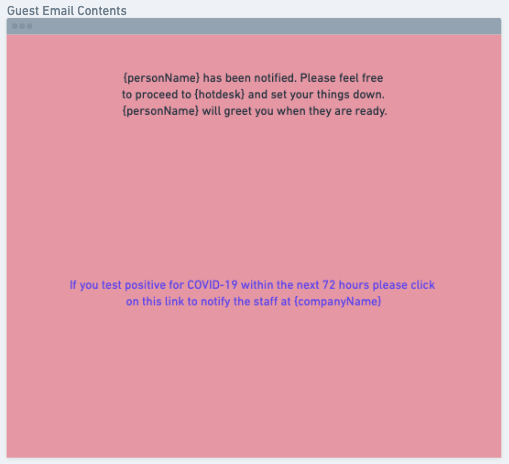 Guest Email Contents
{personName} has been notified. Please feel free
to proceed to {hotdesk} and set your things down.
{personName} will greet you when they are ready.
If you test positive for COVID-19 within the next 72 hours please click
on this link to notify the staff at {companyName}